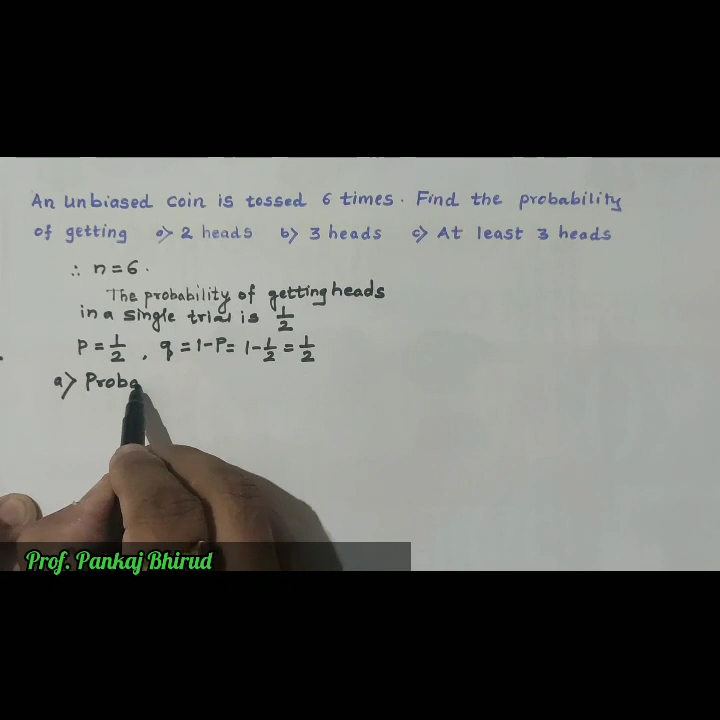 An unbiased coin is tossed 6 times. Find the probability
of getting a) 2 heads b) 3 heads c) At least 3 heads
∴ n=6.
The probability of getting heads
in a single trial is 1/2
P = 1/2 , q = 1-P = 1-1/2 = 1/2
a) Proba
Prof. Pankaj Bhirud